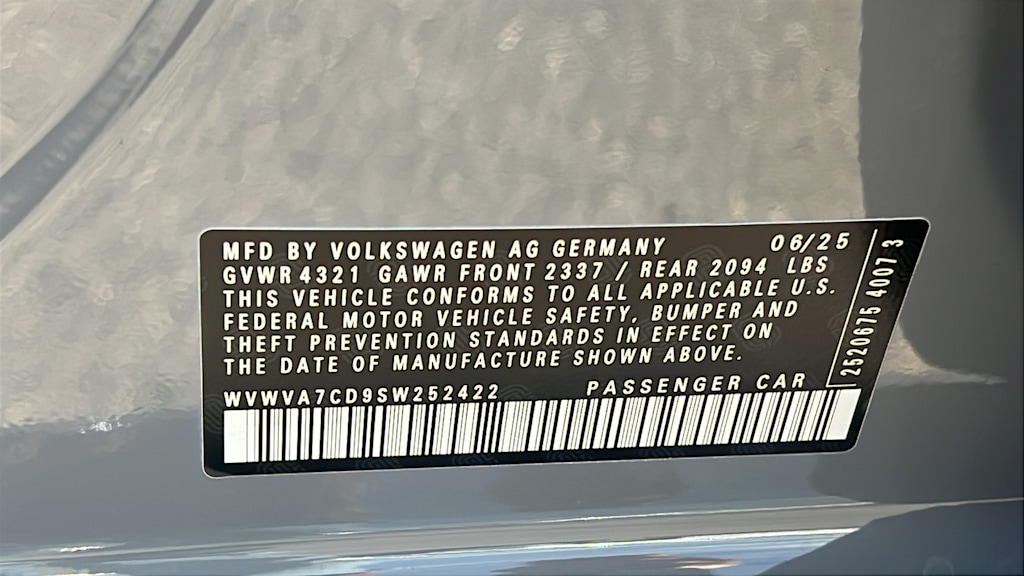 MFD BY VOLKSWAGEN AG GERMANY 06/25
GVWR 4321 GAWR FRONT 2337 / REAR 2094 LBS
THIS VEHICLE CONFORMS TO ALL APPLICABLE U.S.
FEDERAL MOTOR VEHICLE SAFETY, BUMPER AND
THEFT PREVENTION STANDARDS IN EFFECT ON
THE DATE OF MANUFACTURE SHOWN ABOVE.
WVWVA7CD9SW252422 PASSENGER CAR
2520675 4007 3